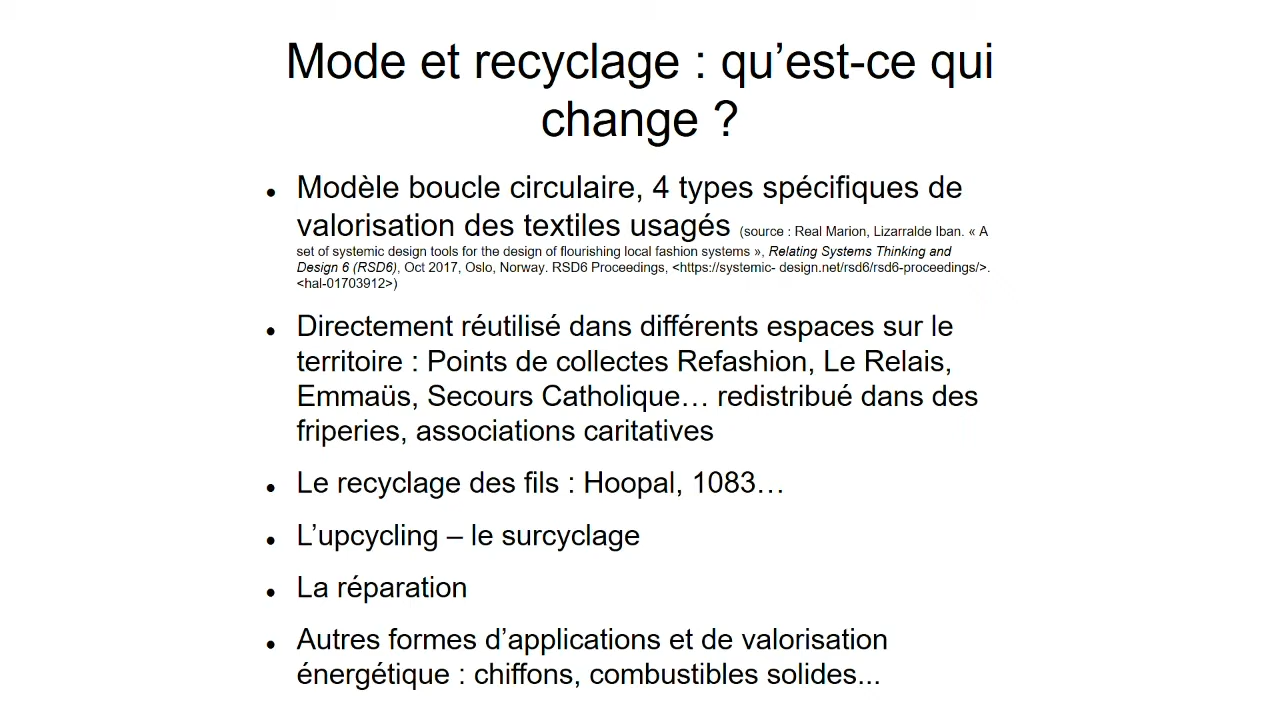 Mode et recyclage : qu’est-ce qui
change ?
● Modèle boucle circulaire, 4 types spécifiques de
valorisation des textiles usagés (source : Real Marion, Lizarralde Iban. « A
set of systemic design tools for the design of flourishing local fashion systems », Relating Systems Thinking and
Design 6 (RSD6), Oct 2017, Oslo, Norway. RSD6 Proceedings, <https://systemic- design.net/rsd6/rsd6-proceedings/>.
<hal-01703912>)
● Directement réutilisé dans différents espaces sur le
territoire : Points de collectes Refashion, Le Relais,
Emmaüs, Secours Catholique… redistribué dans des
friperies, associations caritatives
● Le recyclage des fils : Hoopal, 1083…
● L’upcycling – le surcyclage
● La réparation
● Autres formes d’applications et de valorisation
énergétique : chiffons, combustibles solides...